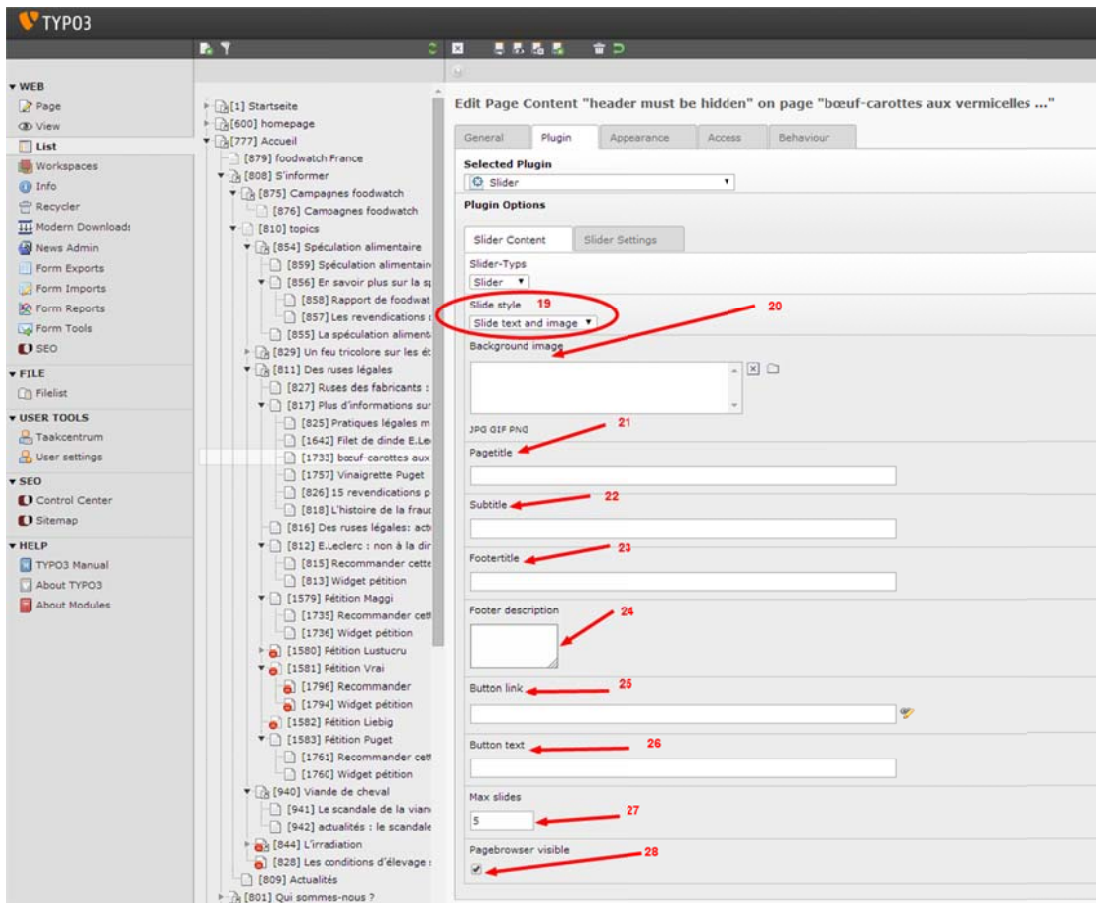 TYPO3
WEB
Page
View
List
Workspaces
Info
Recycler
Modern Downloads
News Admin
Form Exports
Form Imports
Form Reports
Form Tools
SEO
FILE
Filelist
USER TOOLS
Taakcentrum
User settings
SEO
Control Center
Sitemap
HELP
TYPO3 Manual
About TYPO3
About Modules
[1] Startseite
[600] homepage
[777] Accueil
[879] foodwatch France
[808] S'informer
[875] Campagnes foodwatch
[876] Campagnes foodwatch
[810] topics
[854] Spéculation alimentaire
[859] Spéculation alimentain
[856] En savoir plus sur la sp
[858] Rapport de foodwat
[857] Les revendications
[855] La spéculation aliment
[829] Un feu tricolore sur les ét
[811] Des ruses légales
[827] Ruses des fabricants :
[817] Plus d'informations sur
[825] Pratiques légales m
[1642] Filet de dinde E.Lec
[1733] bœuf-carottes aux
[1757] Vinaigrette Puget
[826] 15 revendications p
[818] L'histoire de la fraud
[816] Des ruses légales: actu
[812] E.Leclerc : non à la din
[815] Recommander cette
[813] Widget pétition
[1579] Pétition Maggi
[1735] Recommander cett
[1736] Widget pétition
[1580] Pétition Lustucru
[1581] Pétition Vrai
[1796] Recommander
[1794] Widget pétition
[1582] Pétition Liebig
[1583] Pétition Puget
[1761] Recommander cett
[1760] Widget pétition
[940] Viande de cheval
[941] Le scandale de la vian
[942] actualités : le scandale
[844] L'irradiation
[828] Les conditions d'élevage
[809] Actualités
[801] Qui sommes-nous ?
Edit Page Content "header must be hidden" on page "bœuf-carottes aux vermicelles ..."
General Plugin Appearance Access Behaviour
Selected Plugin
Slider
Plugin Options
Slider Content Slider Settings
Slider-Typs
Slider
Slide style 19
Slide text and image
20
Background image
JPG GIF PNG
21
Pagetitle
22
Subtitle
23
Footertitle
24
Footer description
25
Button link
26
Button text
Max slides
27
5
Pagebrowser visible
28